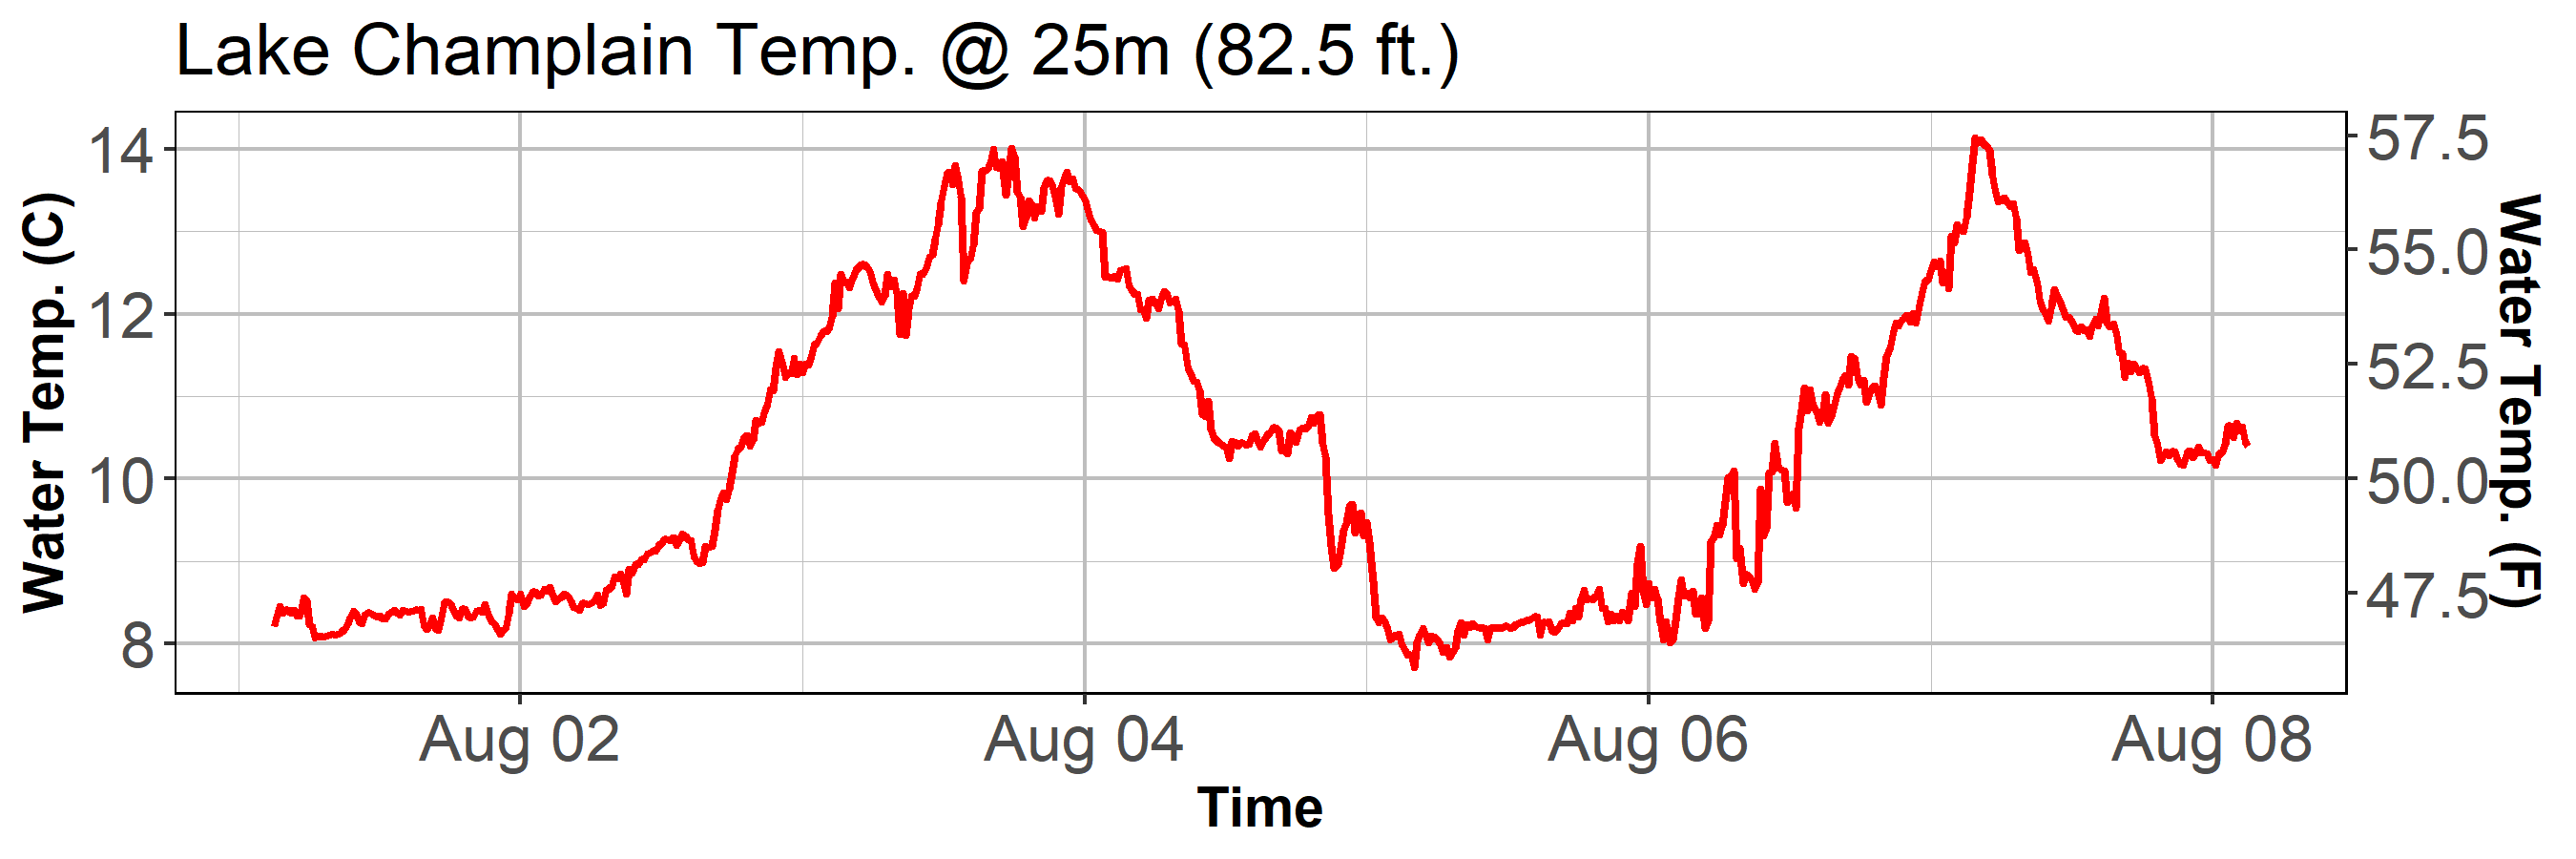 Lake Champlain Temp. @ 25m (82.5 ft.)
Water Temp. (C)
14
12
10
8
57.5
55.0
52.5
50.0
47.5
Water Temp. (F)
Aug 02 Aug 04 Aug 06 Aug 08
Time